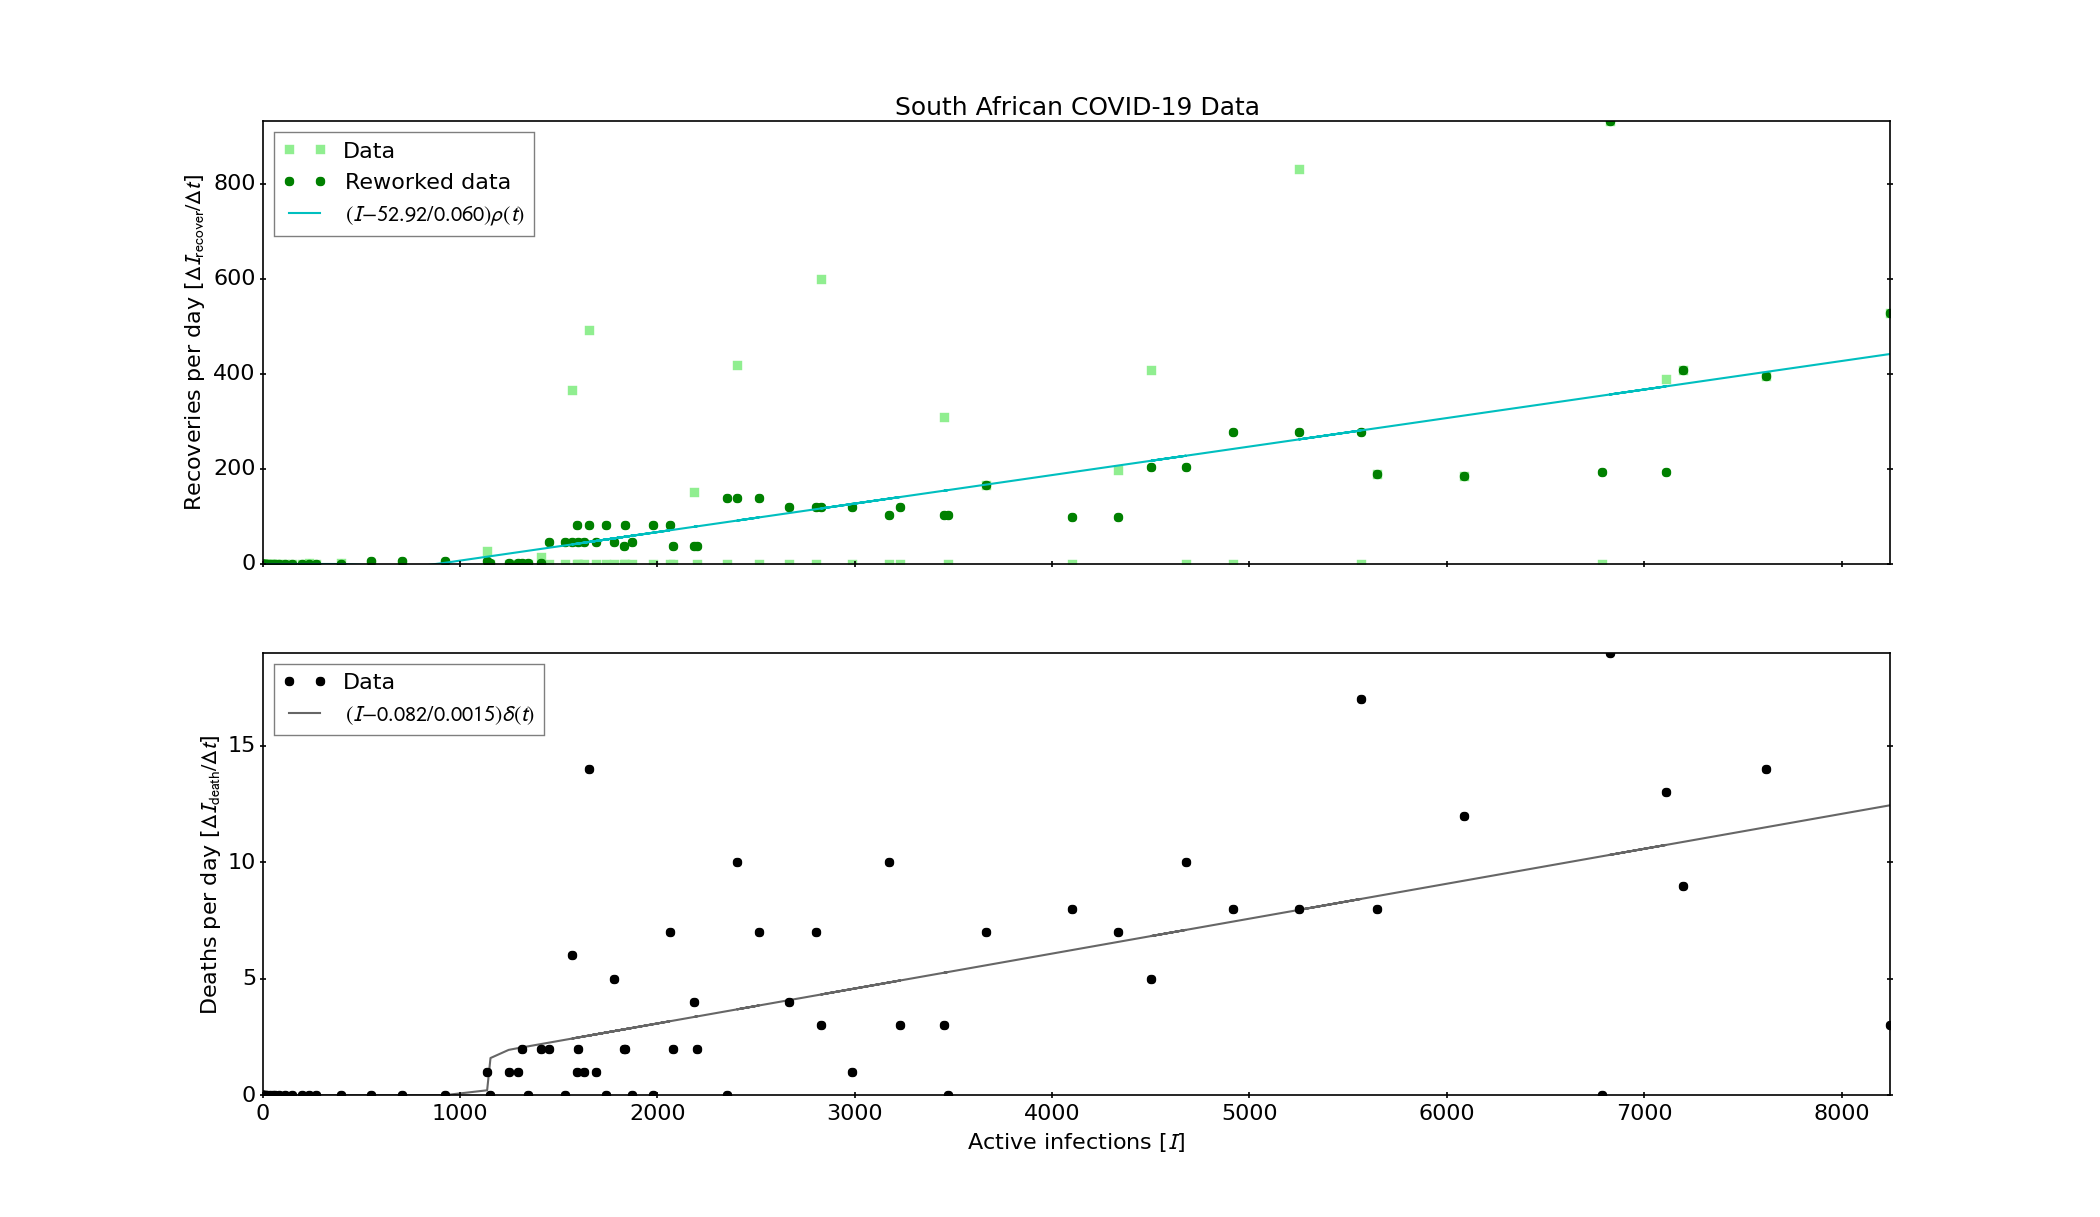 South African COVID-19 Data
Data
Reworked data
(I−52.92/0.060)ρ(t)
Recoveries per day [ΔI_recover/Δt]
800
600
400
200
0
Data
(I−0.082/0.0015)δ(t)
Deaths per day [ΔI_death/Δt]
15
10
5
0
0 1000 2000 3000 4000 5000 6000 7000 8000
Active infections [I]